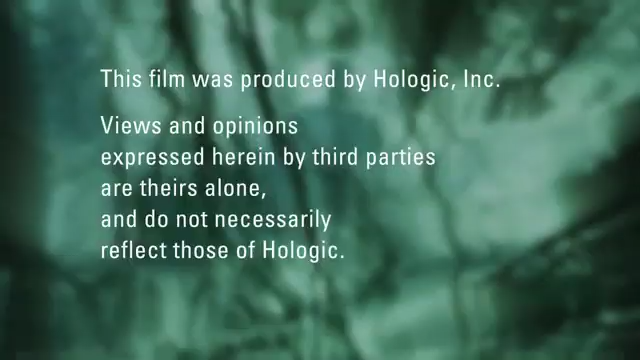 This film was produced by Hologic, Inc.
Views and opinions
expressed herein by third parties
are theirs alone,
and do not necessarily
reflect those of Hologic.